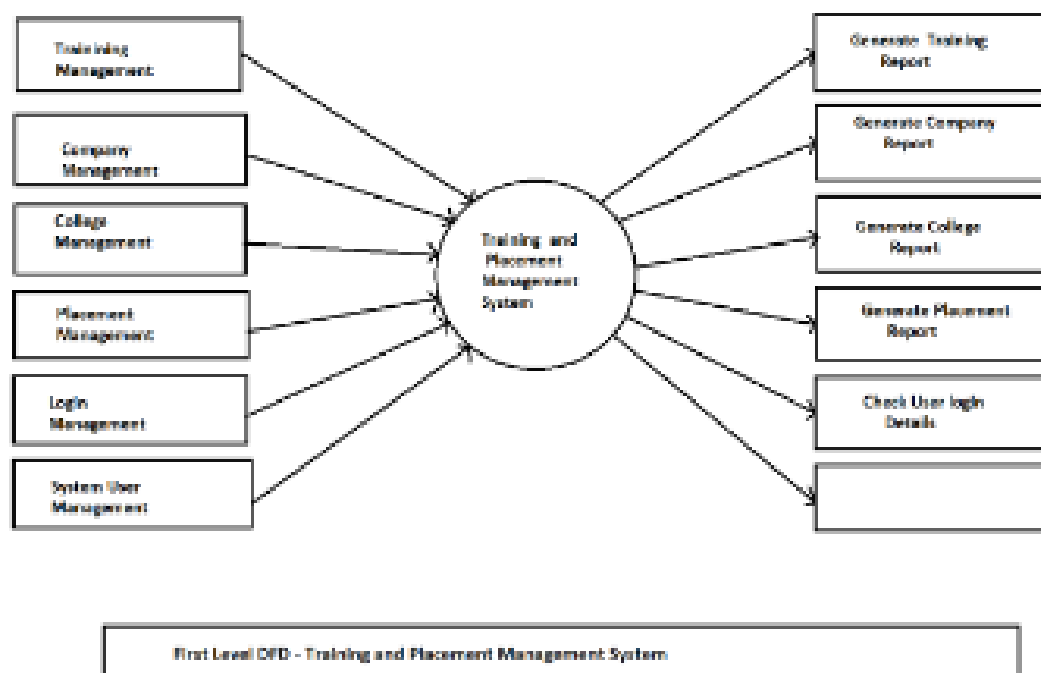 Trainining
Management
Company
Management
College
Management
Placement
Management
Login
Management
System User
Management
Training and
Placement
Management
System
Generate Training
Report
Generate Company
Report
Generate College
Report
Generate Placement
Report
Check User login
Details
First Level DFD - Training and Placement Management System